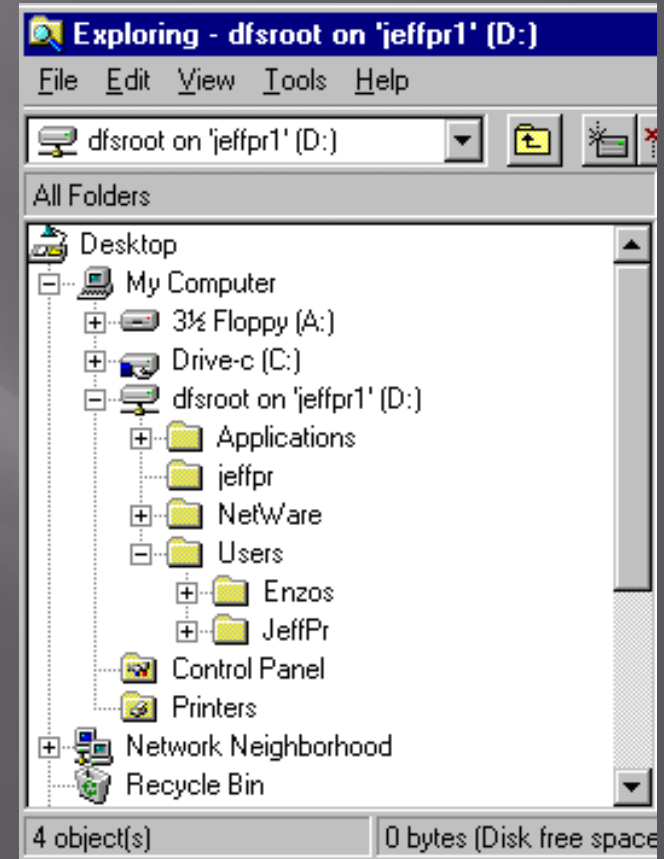 Exploring - dfsroot on 'jeffpr1' (D:)
File Edit View Tools Help
dfsroot on 'jeffpr1' (D:)
All Folders
Desktop
My Computer
3½ Floppy (A:)
Drive-c (C:)
dfsroot on 'jeffpr1' (D:)
Applications
jeffpr
NetWare
Users
Enzos
JeffPr
Control Panel
Printers
Network Neighborhood
Recycle Bin
4 object(s) 0 bytes (Disk free space